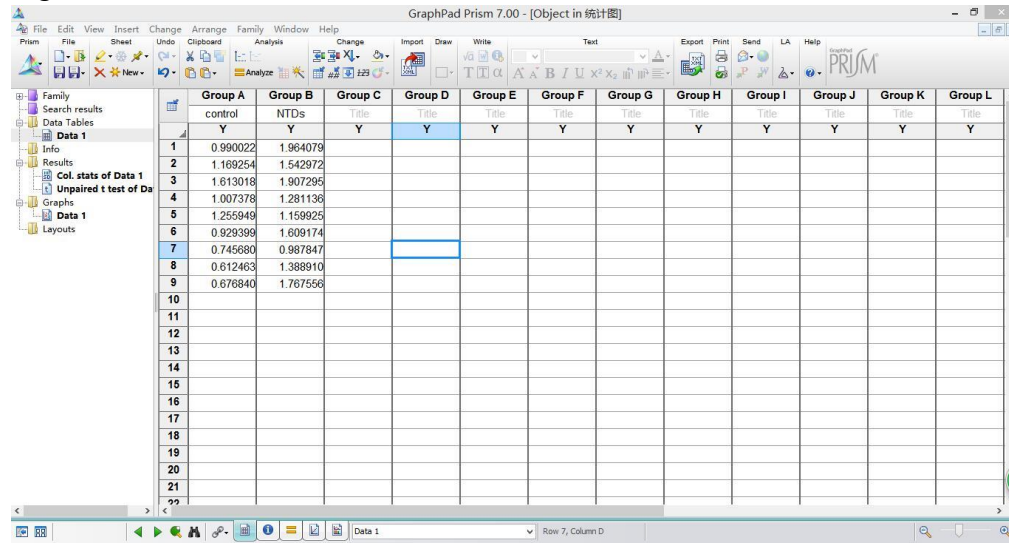 GraphPad Prism 7.00 - [Object in 统计图]
File Edit View Insert Change Arrange Family Window Help
Prism File Sheet Undo Clipboard Analysis Change Import Draw Write Text Export Print Send LA Help
New Analyze 123 XML T T α A A B I U X² X₂ A GraphPad PRISM
Family
Search results
Data Tables
Data 1
Info
Results
Col. stats of Data 1
Unpaired t test of Da
Graphs
Data 1
Layouts
Group A Group B Group C Group D Group E Group F Group G Group H Group I Group J Group K Group L
control NTDs Title Title Title Title Title Title Title Title Title Title
Y Y Y Y Y Y Y Y Y Y Y Y
1 0.990022 1.964079
2 1.169254 1.542972
3 1.613018 1.907295
4 1.007378 1.281136
5 1.255949 1.159925
6 0.929399 1.609174
7 0.745680 0.987847
8 0.612463 1.388910
9 0.676840 1.767556
10
11
12
13
14
15
16
17
18
19
20
21
22
Data 1 Row 7, Column D